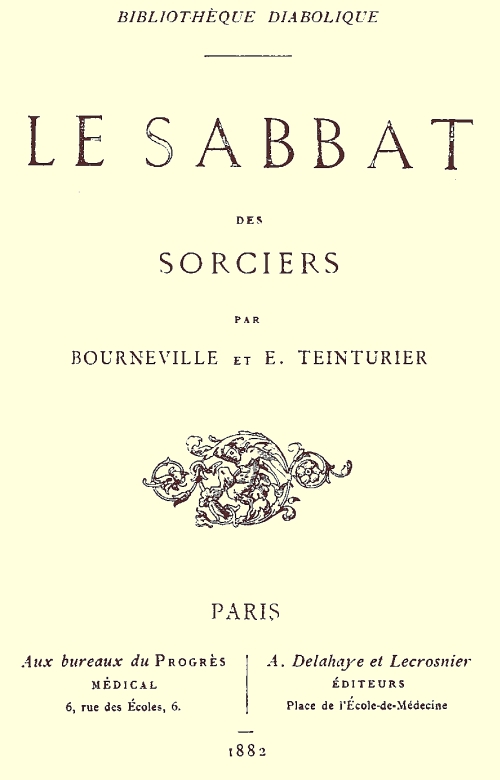 BIBLIOTHÈQUE DIABOLIQUE
LE SABBAT
DES
SORCIERS
PAR
BOURNEVILLE ET E. TEINTURIER
PARIS
Aux bureaux du PROGRÈS
MÉDICAL
6, rue des Écoles, 6.
A. Delahaye et Lecrosnier
ÉDITEURS
Place de l'École-de-Médecine
1882